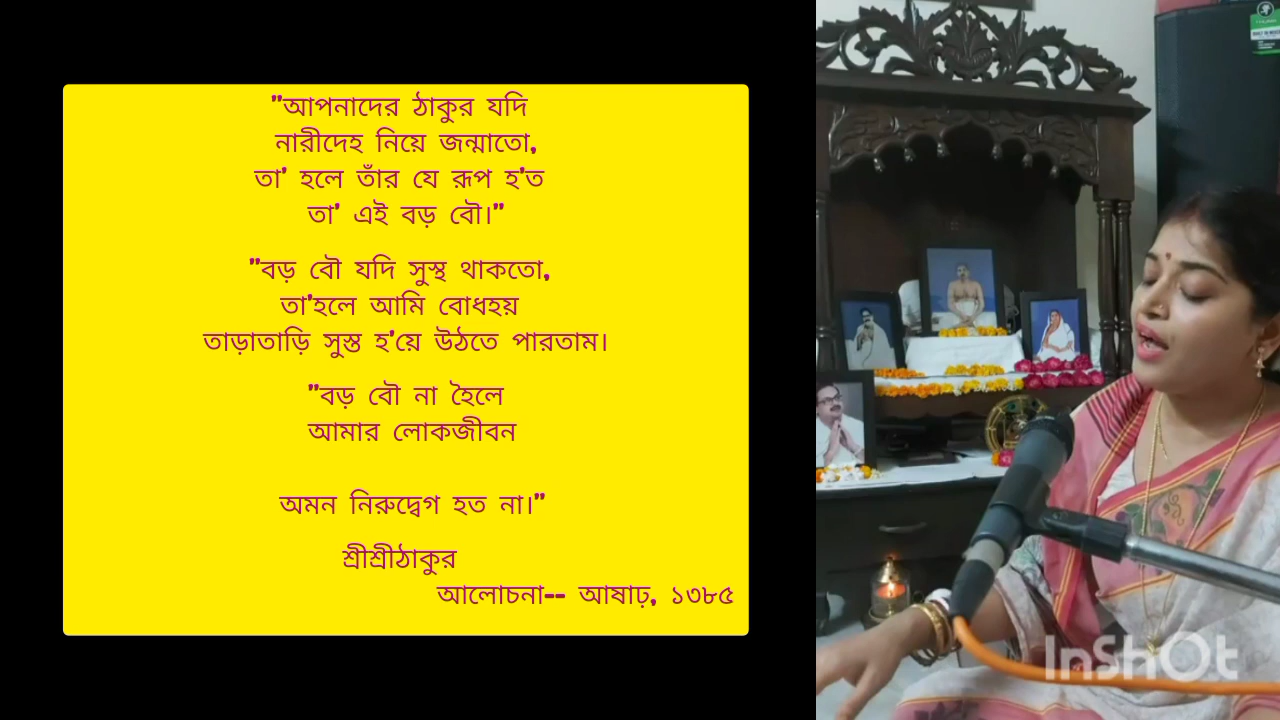 "আপনাদের ঠাকুর যদি
নারীদেহ নিয়ে জন্মাতো,
তা' হলে তাঁর যে রূপ হ'ত
তা' এই বড় বৌ।"
"বড় বৌ যদি সুস্থ থাকতো,
তা'হলে আমি বোধহয়
তাড়াতাড়ি সুস্ত হ'য়ে উঠতে পারতাম।
"বড় বৌ না হৈলে
আমার লোকজীবন
অমন নিরুদ্বেগ হত না।"
শ্রীশ্রীঠাকুর
আলোচনা-- আষাঢ়, ১৩৮৫
InShOt